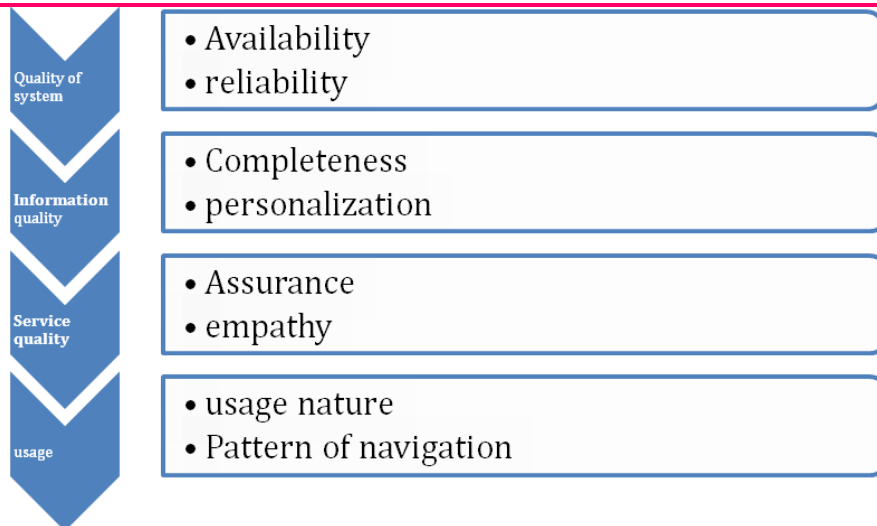 Quality of
system
• Availability
• reliability
Information
quality
• Completeness
• personalization
Service
quality
• Assurance
• empathy
usage
• usage nature
• Pattern of navigation